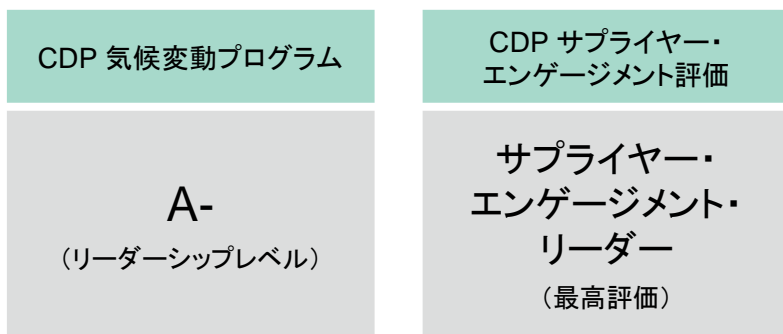 CDP 気候変動プログラム
A-
（リーダーシップレベル）
CDP サプライヤー・
エンゲージメント評価
サプライヤー・
エンゲージメント・
リーダー
（最高評価）